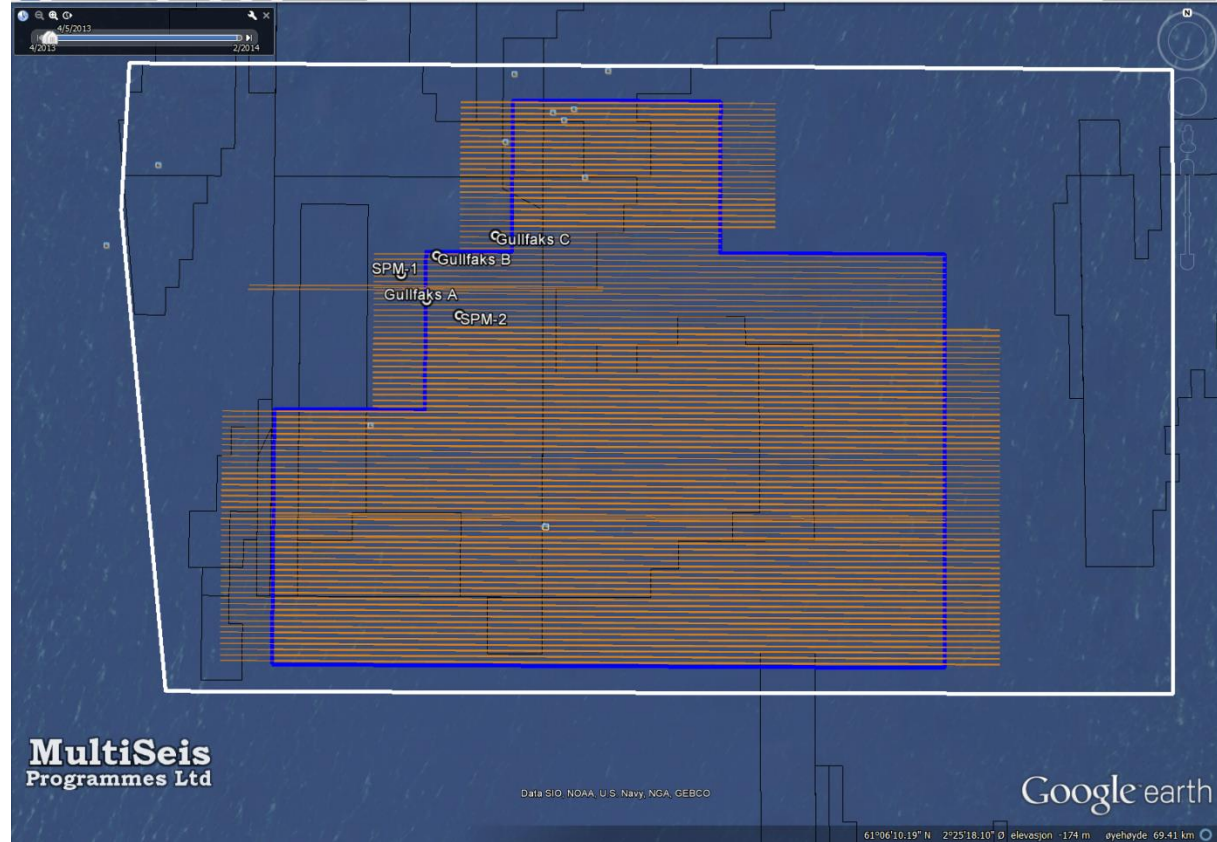 4/5/2013
4/2013
2/2014
N
Gullfaks C
Gullfaks B
SPM-1
Gullfaks A
SPM-2
MultiSeis
Programmes Ltd
Data SIO, NOAA, U.S. Navy, NGA, GEBCO
Google earth
61°06'10.19" N 2°25'18.10" Ø elevasjon -174 m øyehøyde 69.41 km